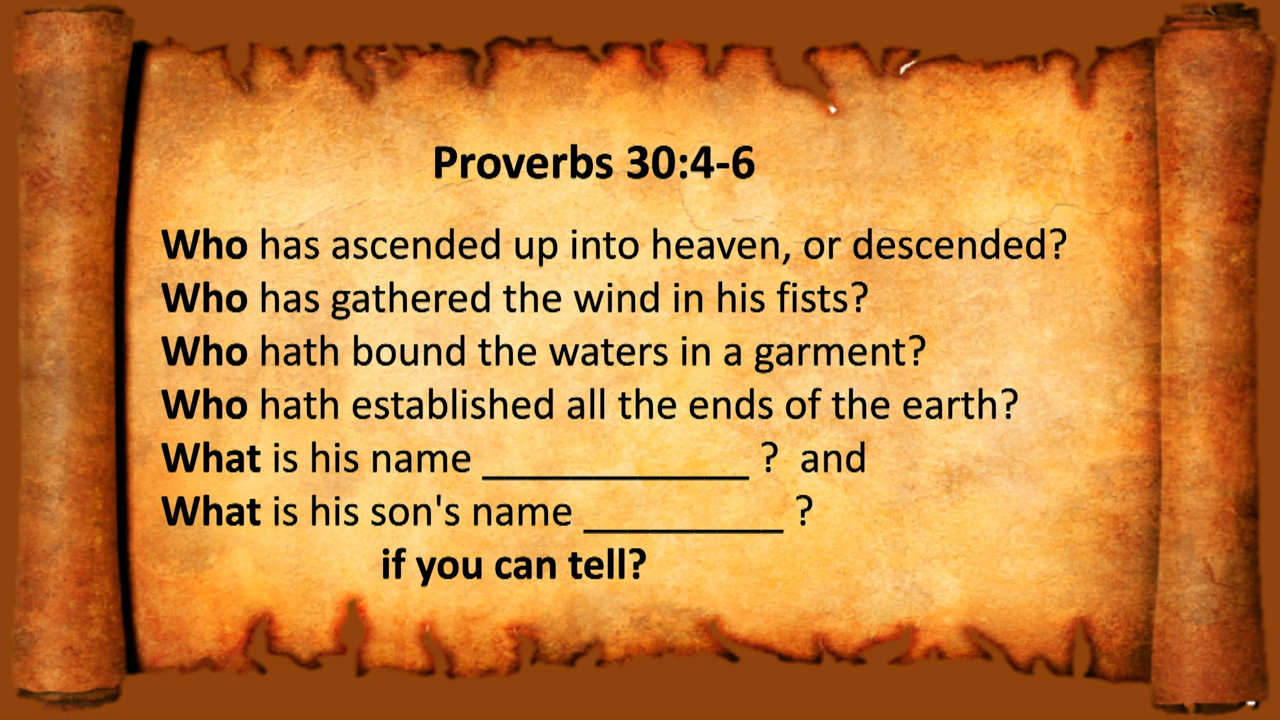 Proverbs 30:4-6
Who has ascended up into heaven, or descended?
Who has gathered the wind in his fists?
Who hath bound the waters in a garment?
Who hath established all the ends of the earth?
What is his name ____________ ?  and
What is his son's name _________ ?
if you can tell?